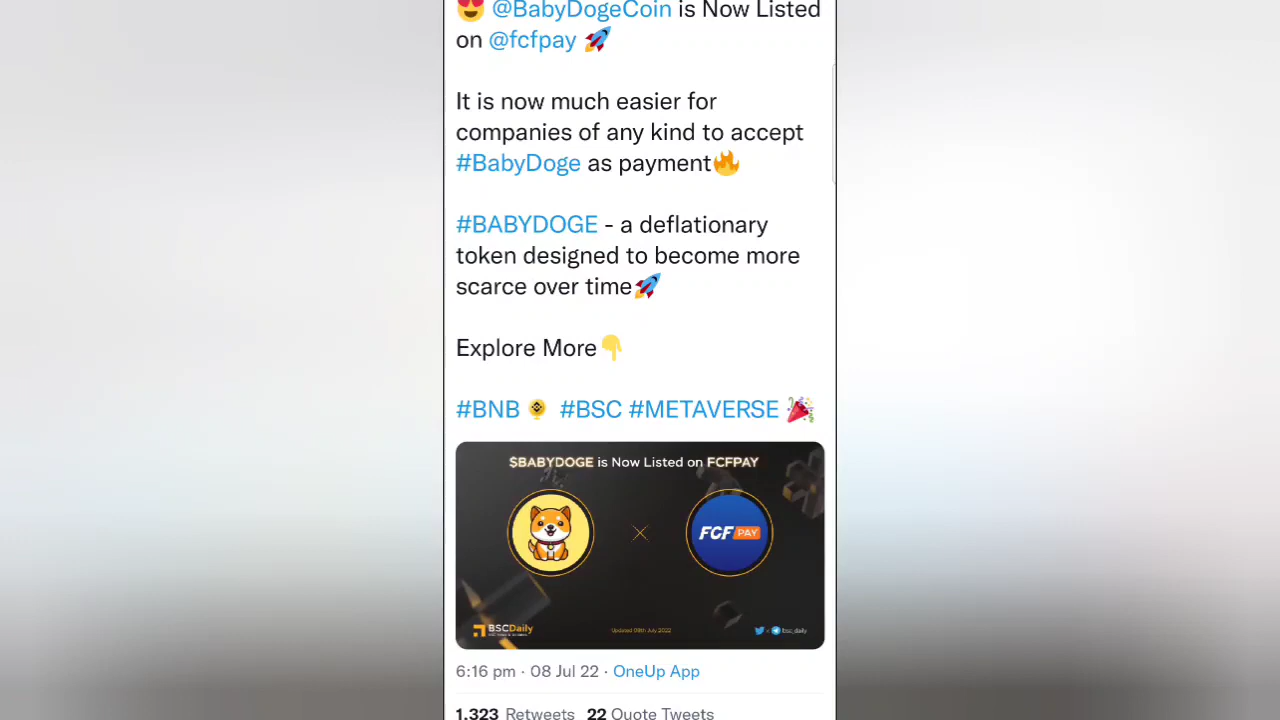 😍 @BabyDogeCoin is Now Listed
on @fcfpay 🚀
It is now much easier for
companies of any kind to accept
#BabyDoge as payment🔥
#BABYDOGE - a deflationary
token designed to become more
scarce over time🚀
Explore More👇
#BNB #BSC #METAVERSE 🎉
$BABYDOGE is Now Listed on FCFPAY
FCF PAY
BSCDaily
Updated 08th July 2022
bsc_daily
6:16 pm · 08 Jul 22 · OneUp App
1,323 Retweets 22 Quote Tweets